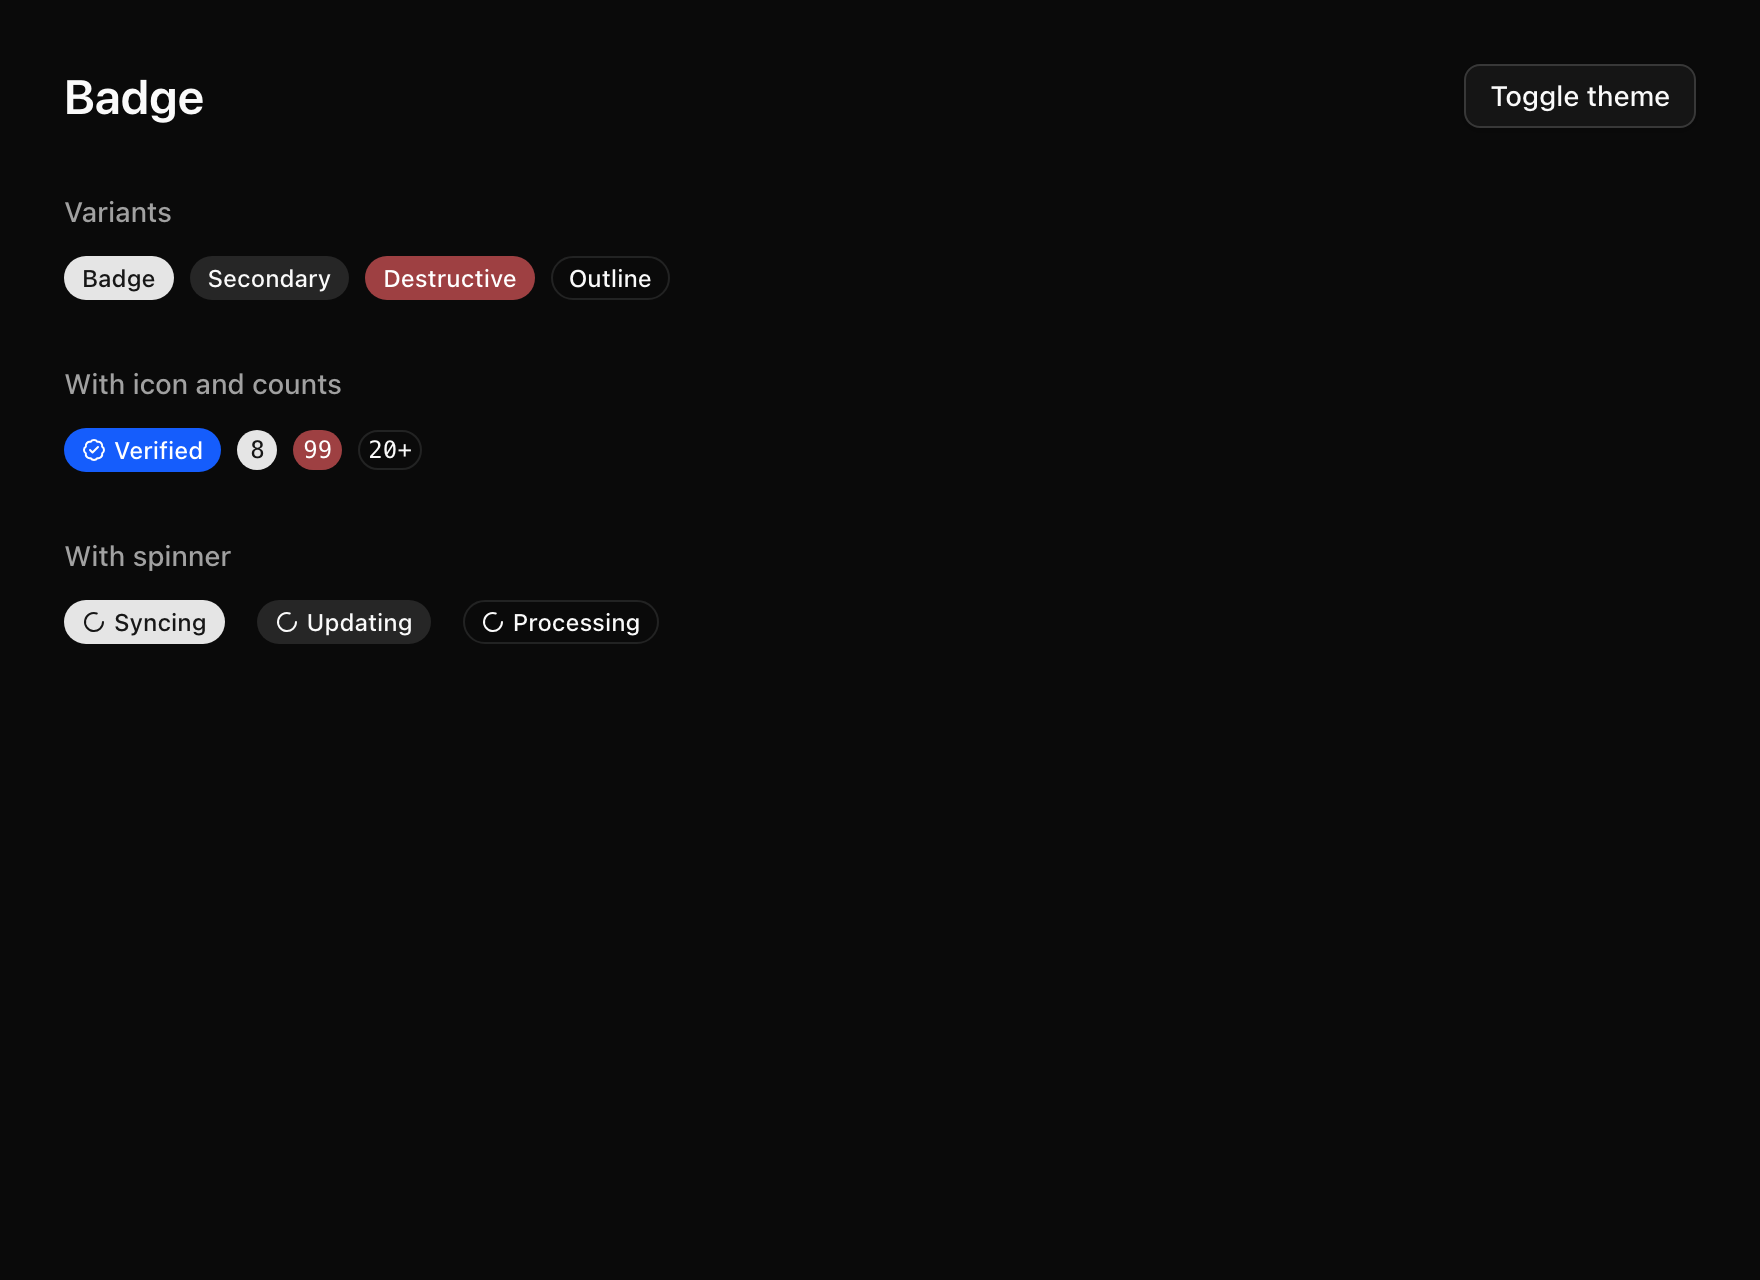 Badge
Toggle theme
Variants
Badge Secondary Destructive Outline
With icon and counts
Verified 8 99 20+
With spinner
Syncing Updating Processing